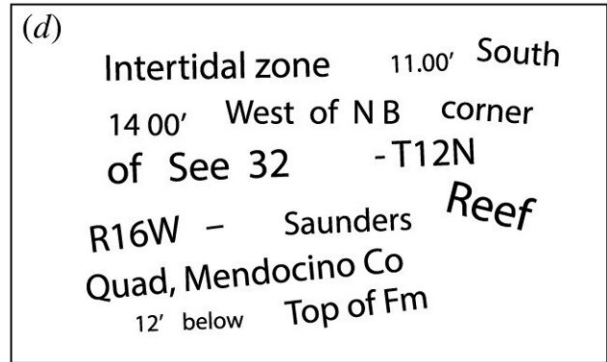 (d)
Intertidal zone 11.00' South
14 00' West of N B corner
of See 32 - T12N
R16W – Saunders Reef
Quad, Mendocino Co
12' below Top of Fm